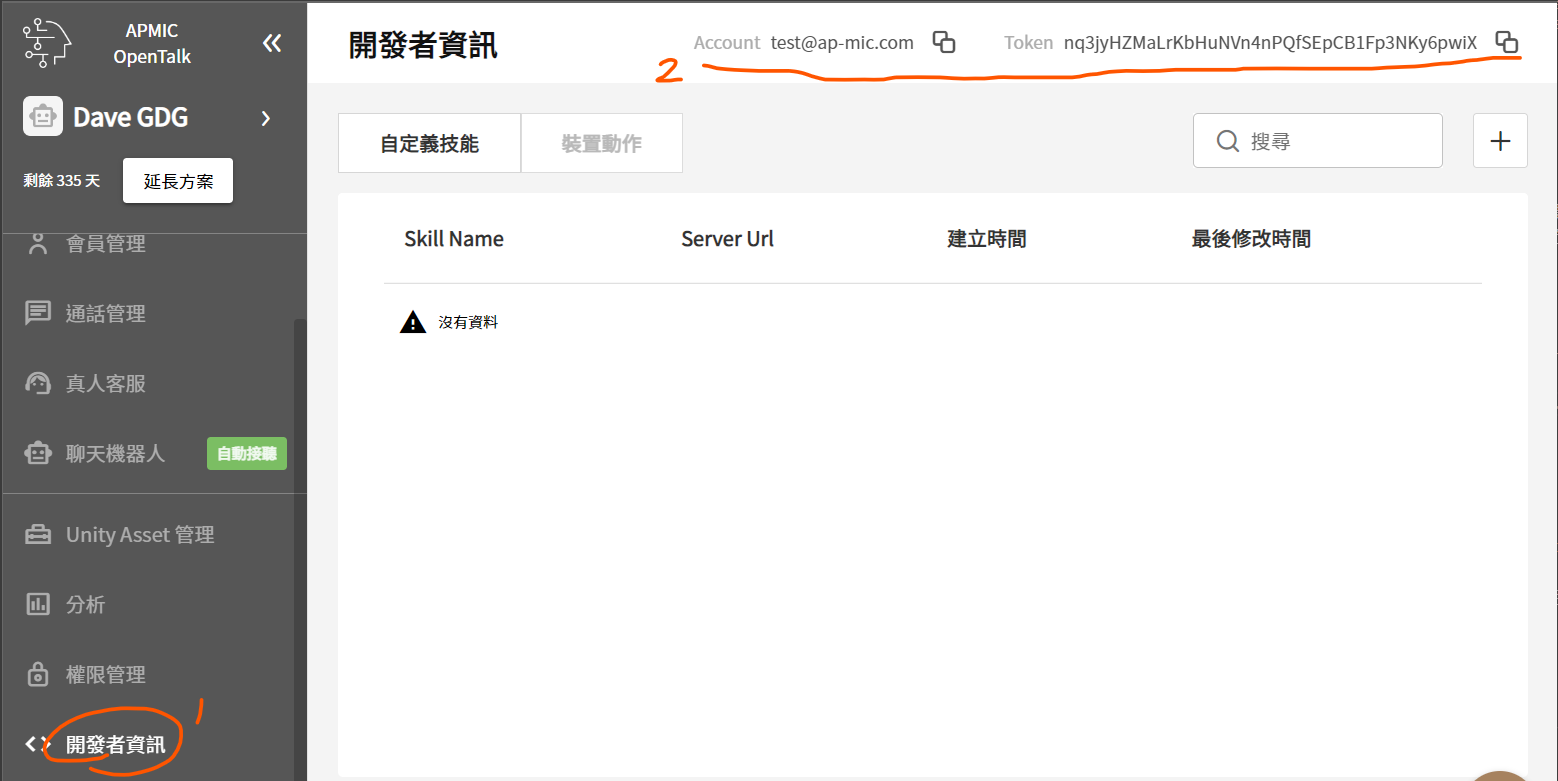 APMIC
OpenTalk
Dave GDG
剩餘 335 天
延長方案
會員管理
通話管理
真人客服
聊天機器人
自動接聽
Unity Asset 管理
分析
權限管理
開發者資訊
1
開發者資訊
Account test@ap-mic.com
Token nq3jyHZMaLrKbHuNVn4nPQfSEpCB1Fp3NKy6pwiX
2
自定義技能
裝置動作
搜尋
Skill Name
Server Url
建立時間
最後修改時間
沒有資料